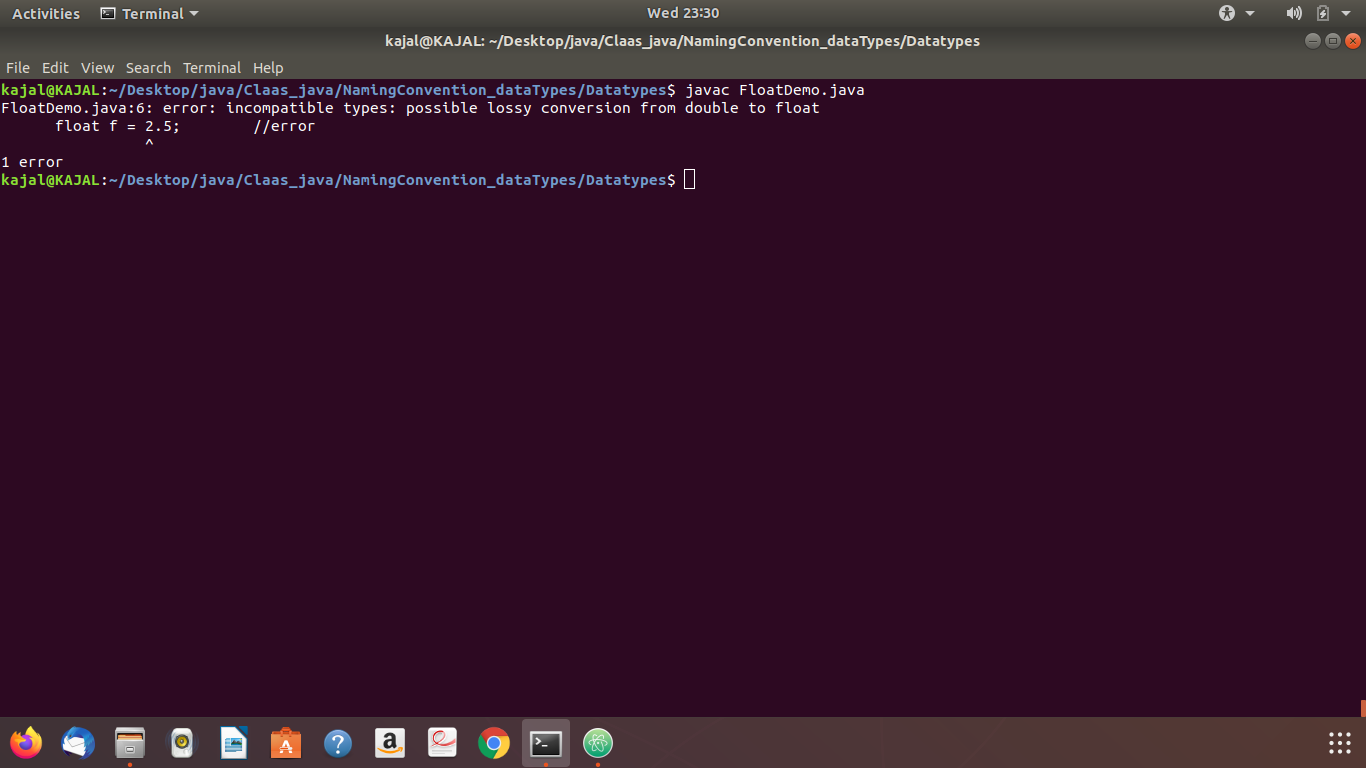 Activities Terminal Wed 23:30
kajal@KAJAL: ~/Desktop/java/Claas_java/NamingConvention_dataTypes/Datatypes
File Edit View Search Terminal Help
kajal@KAJAL:~/Desktop/java/Claas_java/NamingConvention_dataTypes/Datatypes$ javac FloatDemo.java
FloatDemo.java:6: error: incompatible types: possible lossy conversion from double to float
      float f = 2.5;        //error
                ^
1 error
kajal@KAJAL:~/Desktop/java/Claas_java/NamingConvention_dataTypes/Datatypes$